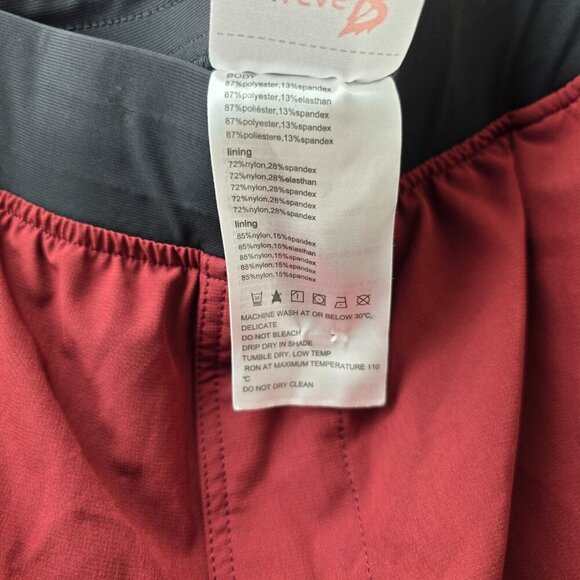 BODY
87%polyester,13%spandex
87%polyester,13%elasthan
87%poliéster,13%spandex
87%polyester,13%spandex
87%poliestere,13%spandex
lining
72%nylon,28%spandex
72%nylon,28%elasthan
72%nylon,28%spandex
72%nylon,28%spandex
72%nylon,28%spandex
lining
85%nylon,15%spandex
85%nylon,15%elasthan
85%nylon,15%spandex
85%nylon,15%spandex
85%nylon,15%spandex
30
MACHINE WASH AT OR BELOW 30℃,
DELICATE
DO NOT BLEACH
DRIP DRY IN SHADE
TUMBLE DRY, LOW TEMP
RON AT MAXIMUM TEMPERATURE 110
℃
DO NOT DRY CLEAN